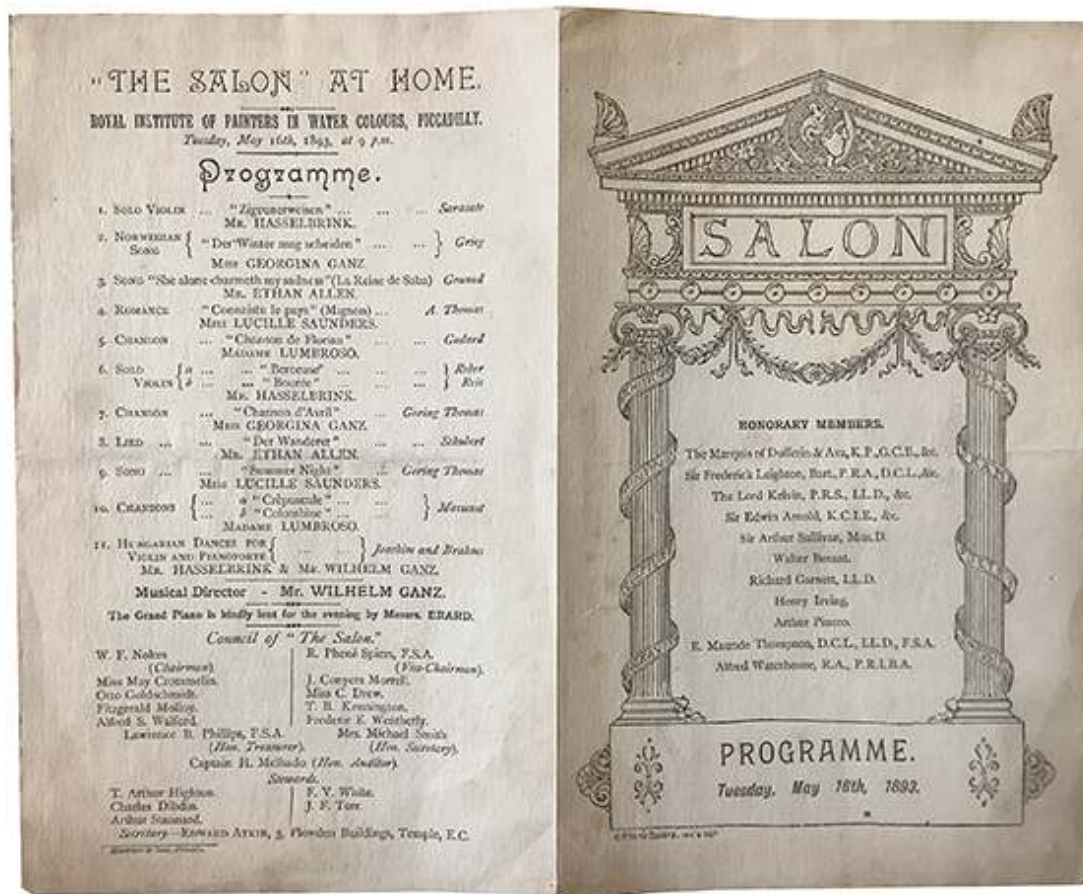 "THE SALON" AT HOME.
ROYAL INSTITUTE OF PAINTERS IN WATER COLOURS, PICCADILLY.
Tuesday, May 16th, 1893, at 9 p.m.
Programme.
1. SOLO VIOLIN ... "Zigeunerweisen" ... ... ... Sarasate
MR. HASSELBRINK.
2. NORWEGIAN SONG { "Der Winter mag scheiden" ... ... } Grieg
MISS GEORGINA GANZ
3. SONG "She alone charmeth my sadness" (La Reine de Saba) Gounod
MR. ETHAN ALLEN.
4. ROMANCE "Connaistu le pays" (Mignon) ... A. Thomas
MISS LUCILLE SAUNDERS.
5. CHANSON ... "Chanson de Florian" ... ... Godard
MADAME LUMBROSO.
6. SOLO VIOLIN { a ... ... "Berceuse" ... ... } Reber
b ... ... "Bourée" ... ... } Ries
MR. HASSELBRINK.
7. CHANSON ... "Chanson d'Avril" ... Goring Thomas
MISS GEORGINA GANZ.
8. LIED ... ... "Der Wanderer" ... ... Schubert
MR. ETHAN ALLEN.
9. SONG ... ... "Summer Night" ... Goring Thomas
MISS LUCILLE SAUNDERS.
10. CHANSONS { ... a "Crépuscule" ... ... } Massenet
... b "Colombine" ... ...
MADAME LUMBROSO.
11. HUNGARIAN DANCES FOR
VIOLIN AND PIANOFORTE { ... ... } Joachim and Brahms
MR. HASSELBRINK & MR. WILHELM GANZ.
Musical Director - Mr. WILHELM GANZ.
The Grand Piano is kindly lent for the evening by Messrs. ERARD.
Council of "The Salon."
W. F. Nokes
(Chairman).
Miss May Crommelin.
Otto Goldschmidt.
Fitzgerald Molloy.
Alfred S. Walford.
R. Phené Spiers, F.S.A.
(Vice-Chairman).
J. Conyers Morrell.
Miss C. Drew.
T. B. Kennington.
Frederic E. Weatherly.
Lawrence B. Phillips, F.S.A.
(Hon. Treasurer).
Mrs. Michael Smith
(Hon. Secretary).
Captain H. Melhado (Hon. Auditor).
Stewards.
T. Arthur Hightons.
Charles Dibdin.
Arthur Stannard.
F. V. White.
J. F. Torr.
Secretary—EDWARD ATKIN, 3, Plowden Buildings, Temple, E.C.
SALON
HONORARY MEMBERS.
The Marquis of Dufferin & Ava, K.P., G.C.B., &c.
Sir Frederick Leighton, Bart., P.R.A., D.C.L., &c.
The Lord Kelvin, P.R.S., LL.D., &c.
Sir Edwin Arnold, K.C.I.E., &c.
Sir Arthur Sullivan, Mus.D.
Walter Besant.
Richard Garnett, LL.D.
Henry Irving,
Arthur Pinero.
E. Maunde Thompson, D.C.L., LL.D., F.S.A.
Alfred Waterhouse, R.A., P.R.I.B.A.
PROGRAMME.
Tuesday, May 16th, 1893.